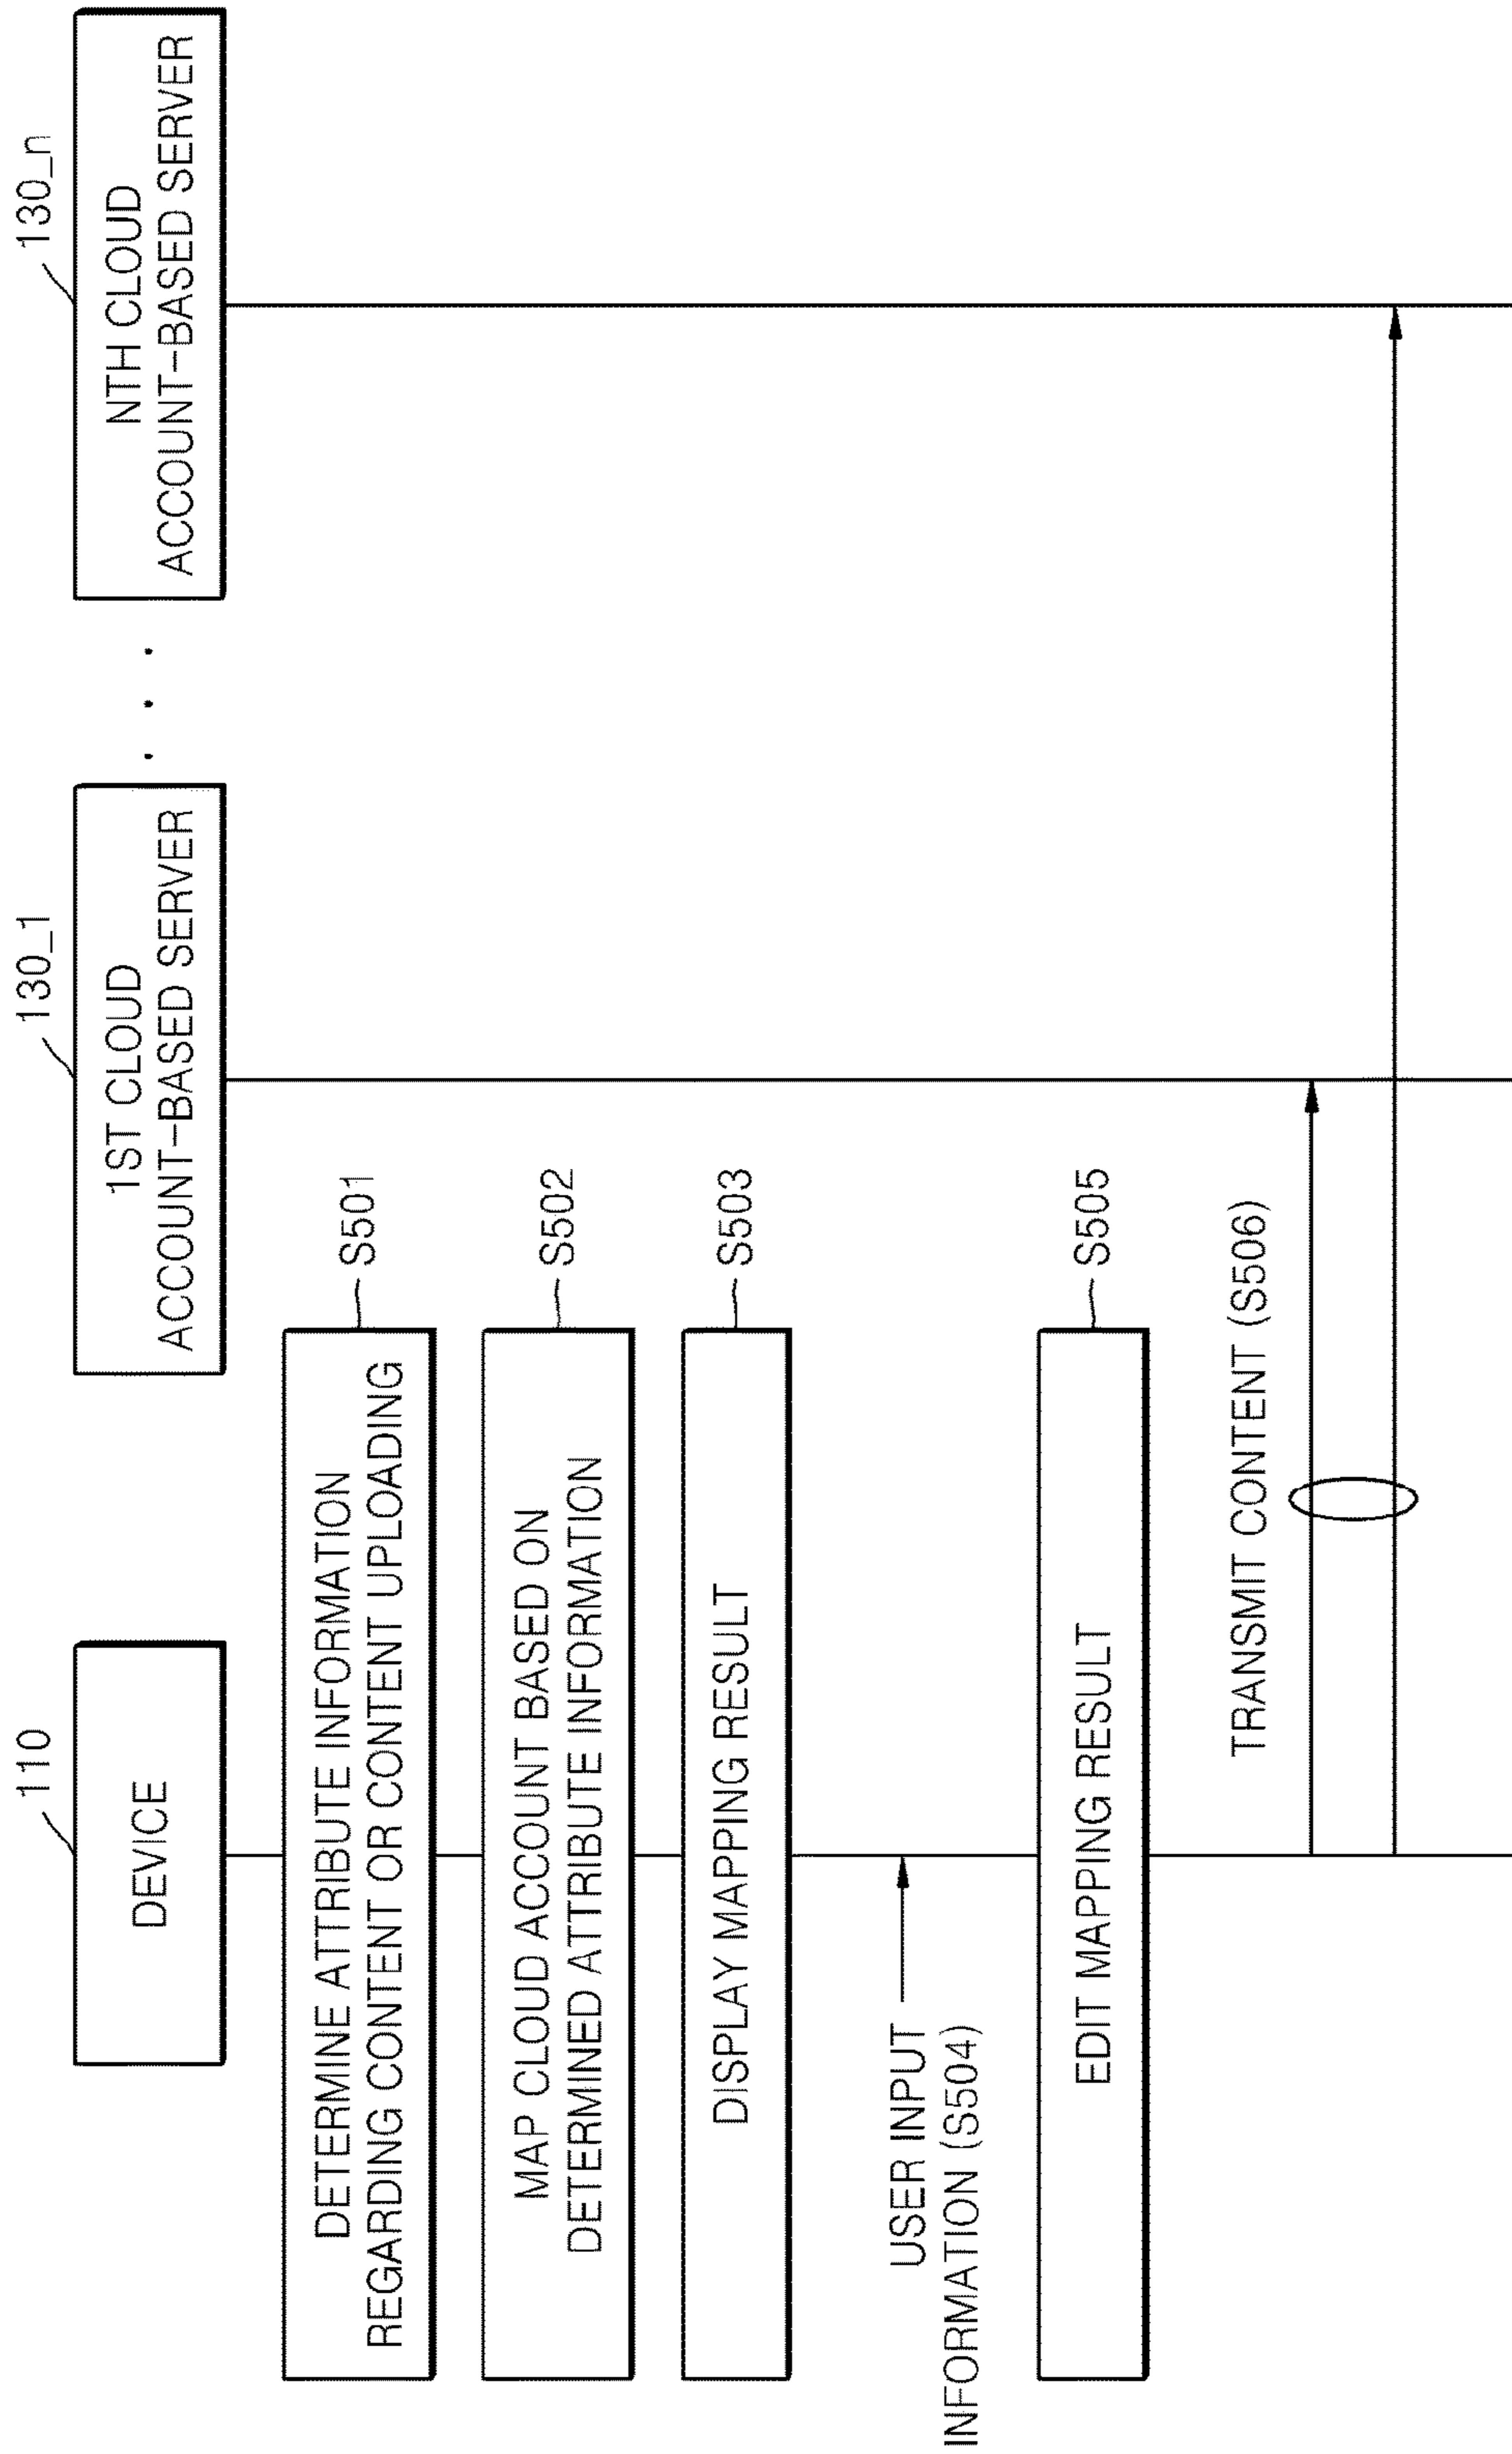 110
DEVICE
130_1
1ST CLOUD
ACCOUNT-BASED SERVER
. . .
130_n
NTH CLOUD
ACCOUNT-BASED SERVER
DETERMINE ATTRIBUTE INFORMATION
REGARDING CONTENT OR CONTENT UPLOADING
S501
MAP CLOUD ACCOUNT BASED ON
DETERMINED ATTRIBUTE INFORMATION
S502
DISPLAY MAPPING RESULT
S503
USER INPUT
INFORMATION (S504)
EDIT MAPPING RESULT
S505
TRANSMIT CONTENT (S506)